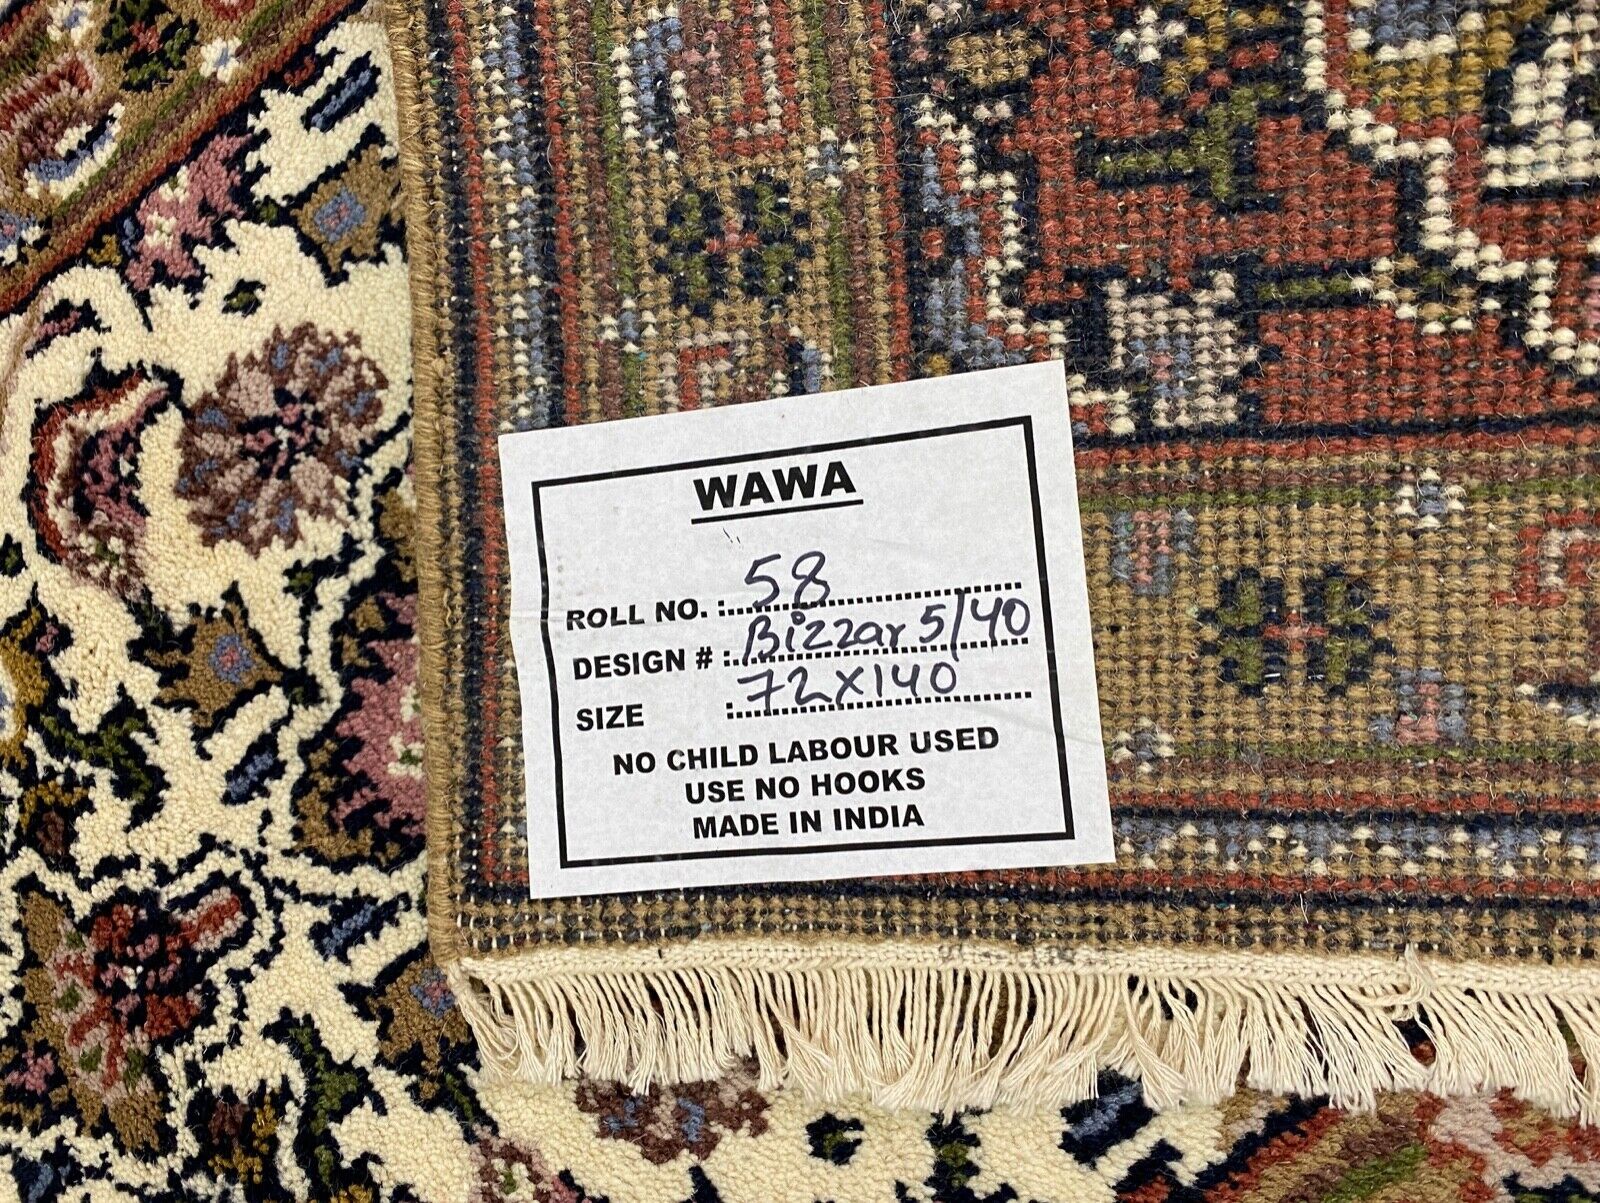 WAWA
ROLL NO. : 58
DESIGN # : Bizzar 5/40
SIZE : 72X140
NO CHILD LABOUR USED
USE NO HOOKS
MADE IN INDIA